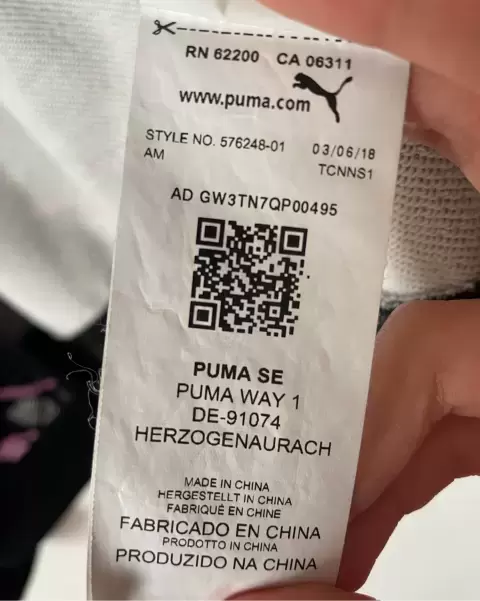 RN 62200 CA 06311
www.puma.com
STYLE NO. 576248-01 03/06/18
AM TCNNS1
AD GW3TN7QP00495
PUMA SE
PUMA WAY 1
DE-91074
HERZOGENAURACH
MADE IN CHINA
HERGESTELLT IN CHINA
FABRIQUÉ EN CHINE
FABRICADO EN CHINA
PRODOTTO IN CHINA
PRODUZIDO NA CHINA